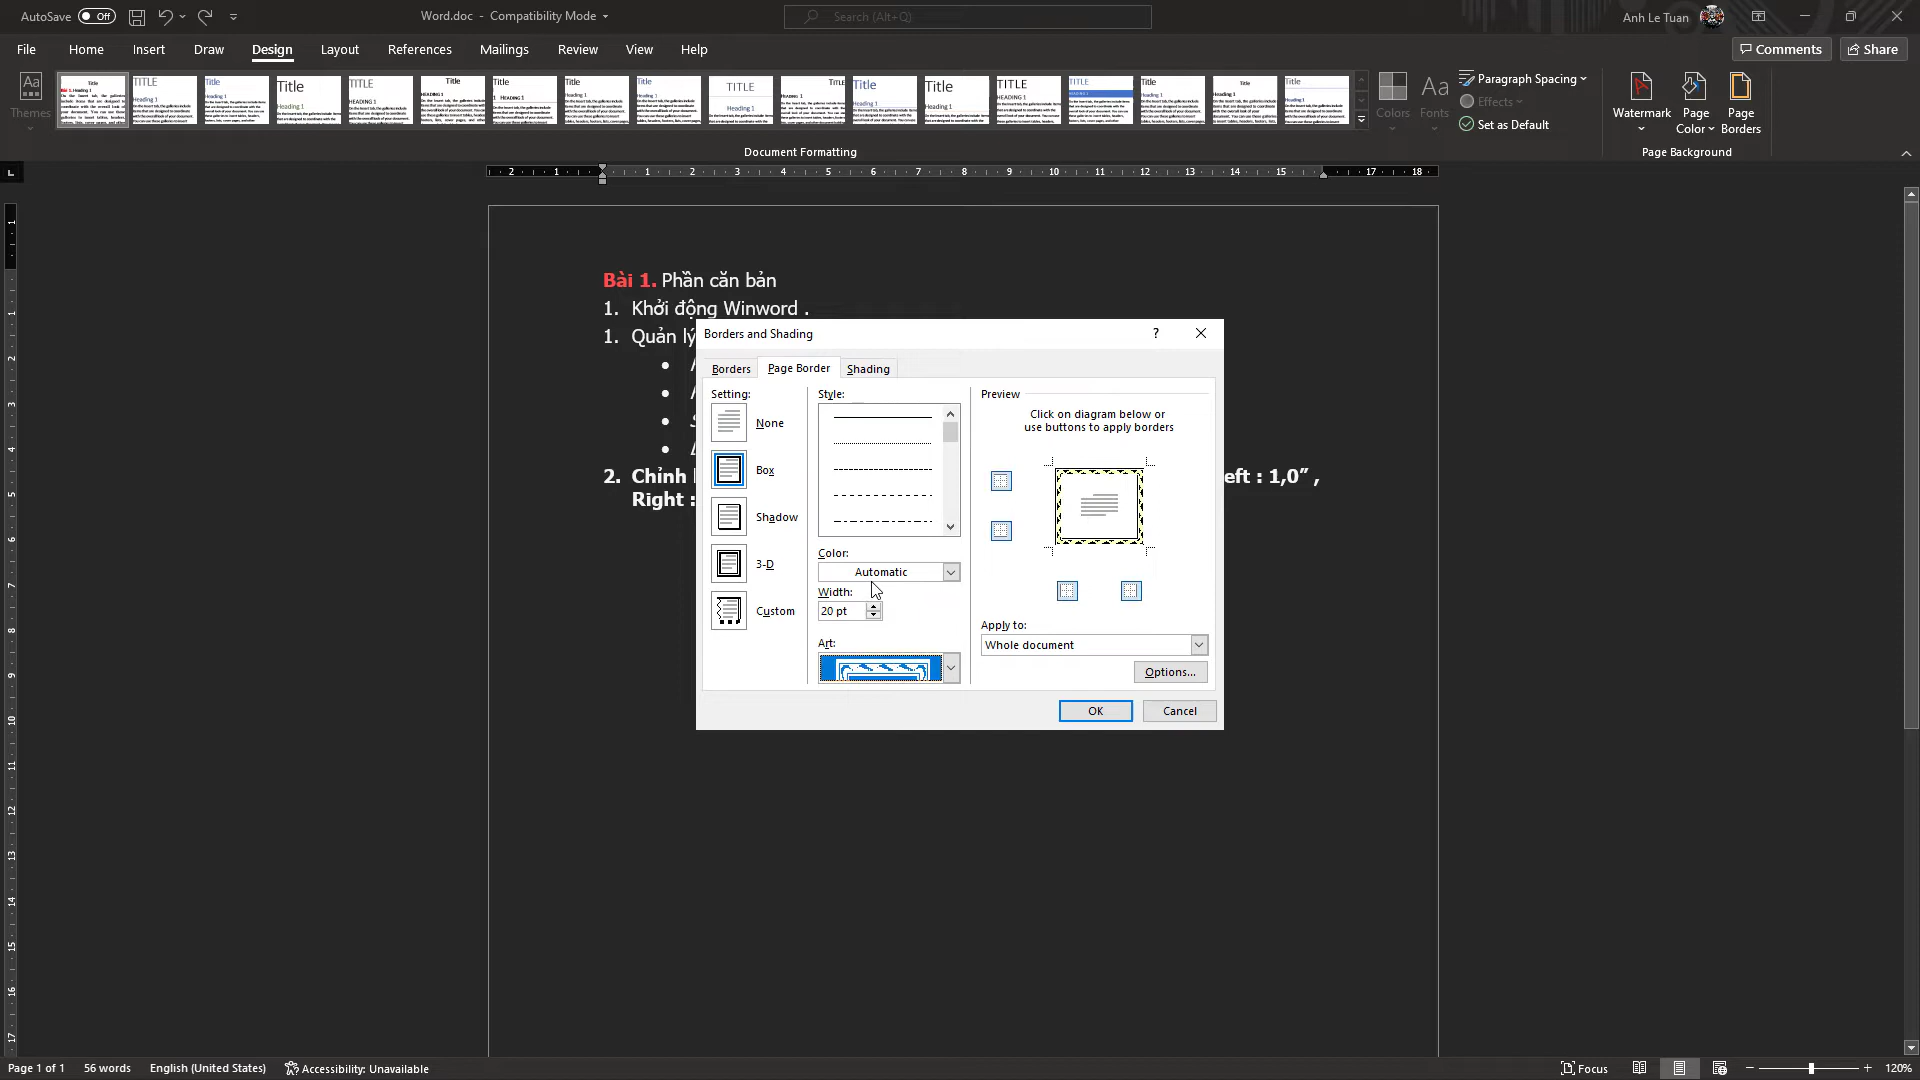 AutoSave Off Word.doc - Compatibility Mode Search (Alt+Q) Anh Le Tuan
File Home Insert Draw Design Layout References Mailings Review View Help Comments Share
Themes
Colors Fonts
Paragraph Spacing
Effects
Set as Default
Watermark Page Color Page Borders
Document Formatting Page Background
Bài 1. Phần căn bản
1. Khởi động Winword .
1. Quản lý
2. Chỉnh eft : 1,0” ,
Right :
Borders and Shading ?
Borders Page Border Shading
Setting:
None
Box
Shadow
3-D
Custom
Style:
Color:
Automatic
Width:
20 pt
Art:
Preview
Click on diagram below or
use buttons to apply borders
Apply to:
Whole document
Options...
OK Cancel
Page 1 of 1 56 words English (United States) Accessibility: Unavailable Focus 120%